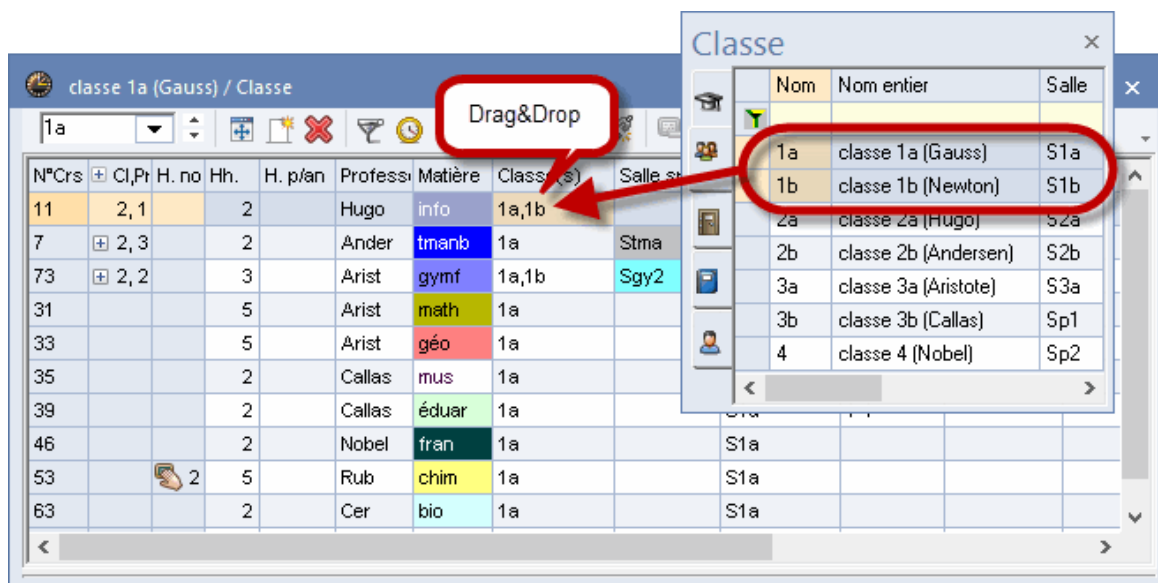 Classe
classe 1a (Gauss) / Classe
Nom Nom entier Salle
1a
Drag&Drop
1a classe 1a (Gauss) S1a
1b classe 1b (Newton) S1b
2a classe 2a (Hugo) S2a
2b classe 2b (Andersen) S2b
3a classe 3a (Aristote) S3a
3b classe 3b (Callas) Sp1
4 classe 4 (Nobel) Sp2
N°Crs Cl,Pr H. no Hh. H. p/an Profess Matière Classe(s) Salle
11 2, 1 2 Hugo info 1a,1b
7 2, 3 2 Ander tmanb 1a Stma
73 2, 2 3 Arist gymf 1a,1b Sgy2
31 5 Arist math 1a
33 5 Arist géo 1a
35 2 Callas mus 1a
39 2 Callas éduar 1a
46 2 Nobel fran 1a S1a
53 2 5 Rub chim 1a S1a
63 2 Cer bio 1a S1a